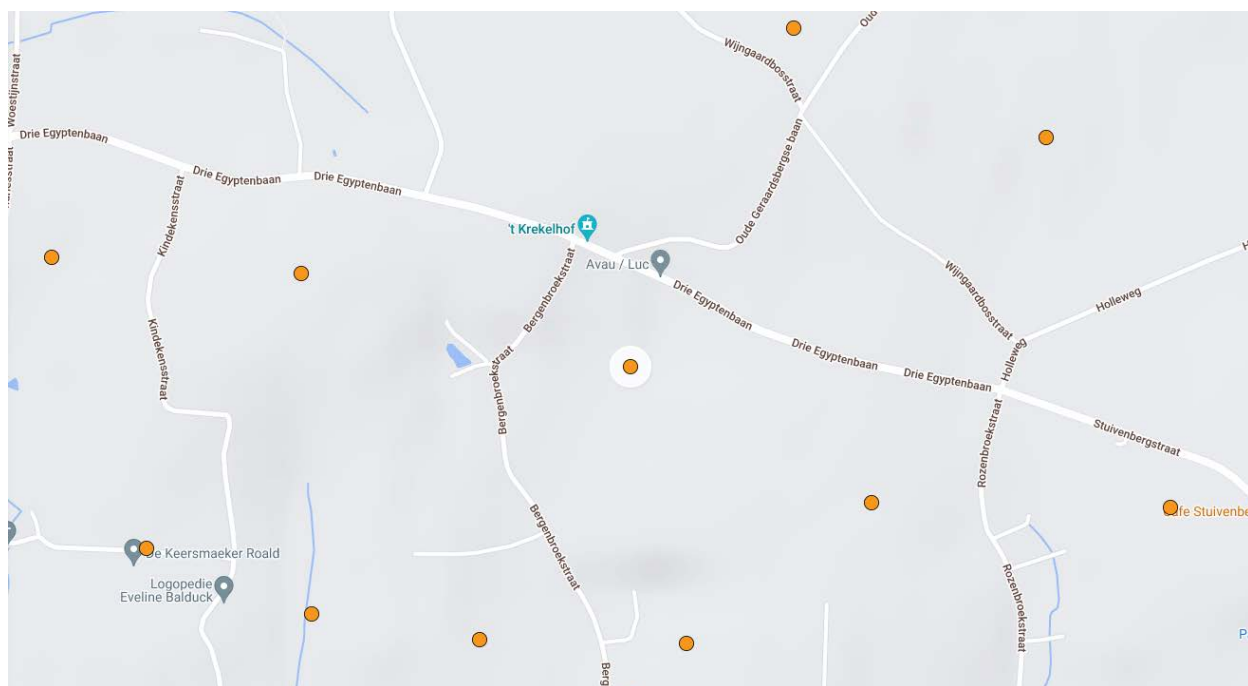 Woestijnstraat
Wijngaardbosstraat
Drie Egyptenbaan
Drie Egyptenbaan
Drie Egyptenbaan
Kindekensstraat
't Krekelhof
Avau / Luc
Oude Geraardsbergse baan
Bergenbroekstraat
Drie Egyptenbaan
Wijngaardbosstraat
Holleweg
Kindekensstraat
Bergenbroekstraat
Drie Egyptenbaan
Holleweg
Drie Egyptenbaan
Rozenbroekstraat
Stuivenbergstraat
Bergenbroekstraat
De Keersmaeker Roald
Logopedie
Eveline Balduck
Rozenbroekstraat